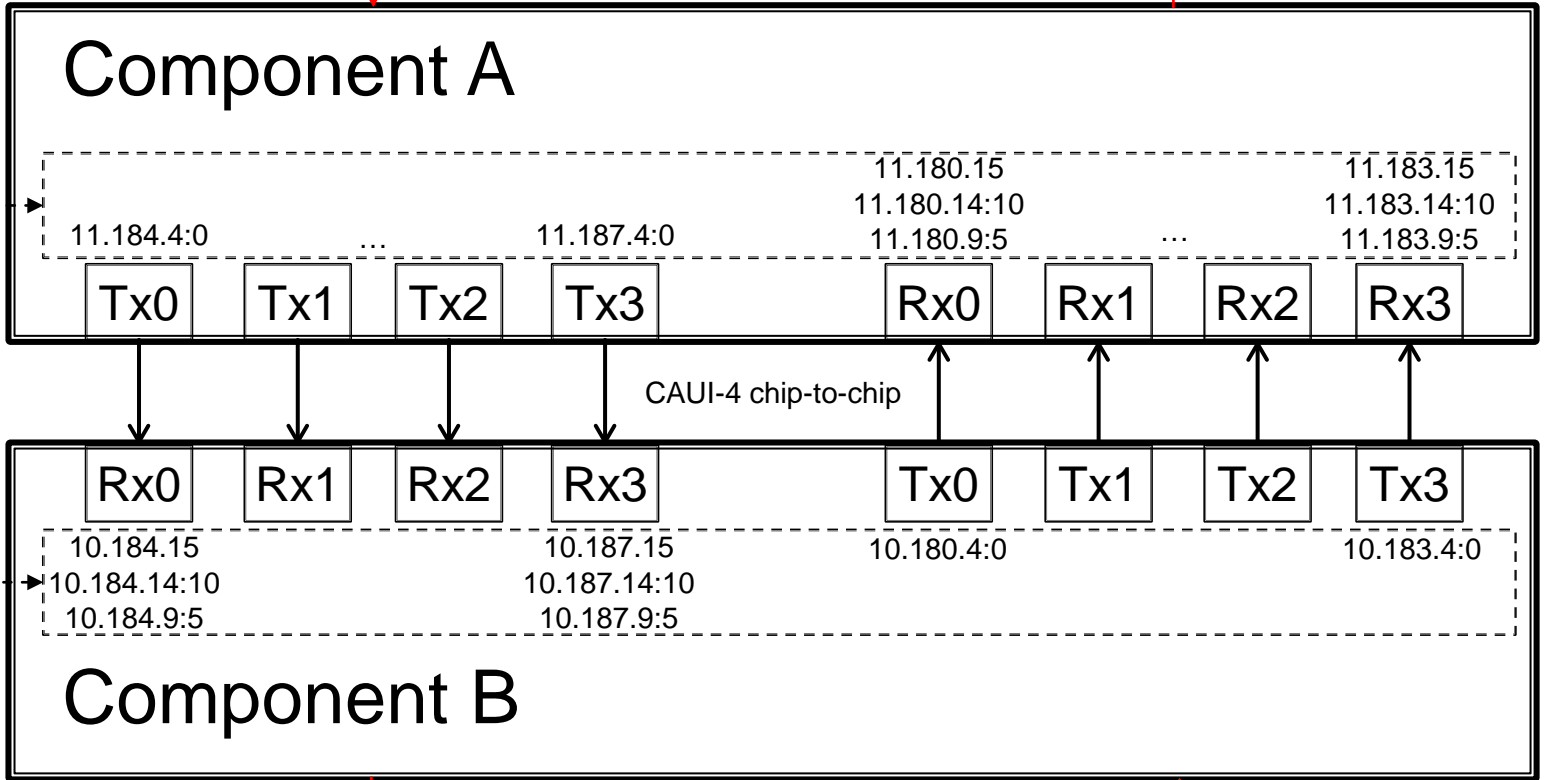 Component A
11.180.15 11.183.15
11.180.14:10 11.183.14:10
11.184.4:0 … 11.187.4:0 11.180.9:5 … 11.183.9:5
Tx0 Tx1 Tx2 Tx3 Rx0 Rx1 Rx2 Rx3
CAUI-4 chip-to-chip
Rx0 Rx1 Rx2 Rx3 Tx0 Tx1 Tx2 Tx3
10.184.15 10.187.15 10.180.4:0 10.183.4:0
10.184.14:10 10.187.14:10
10.184.9:5 10.187.9:5
Component B